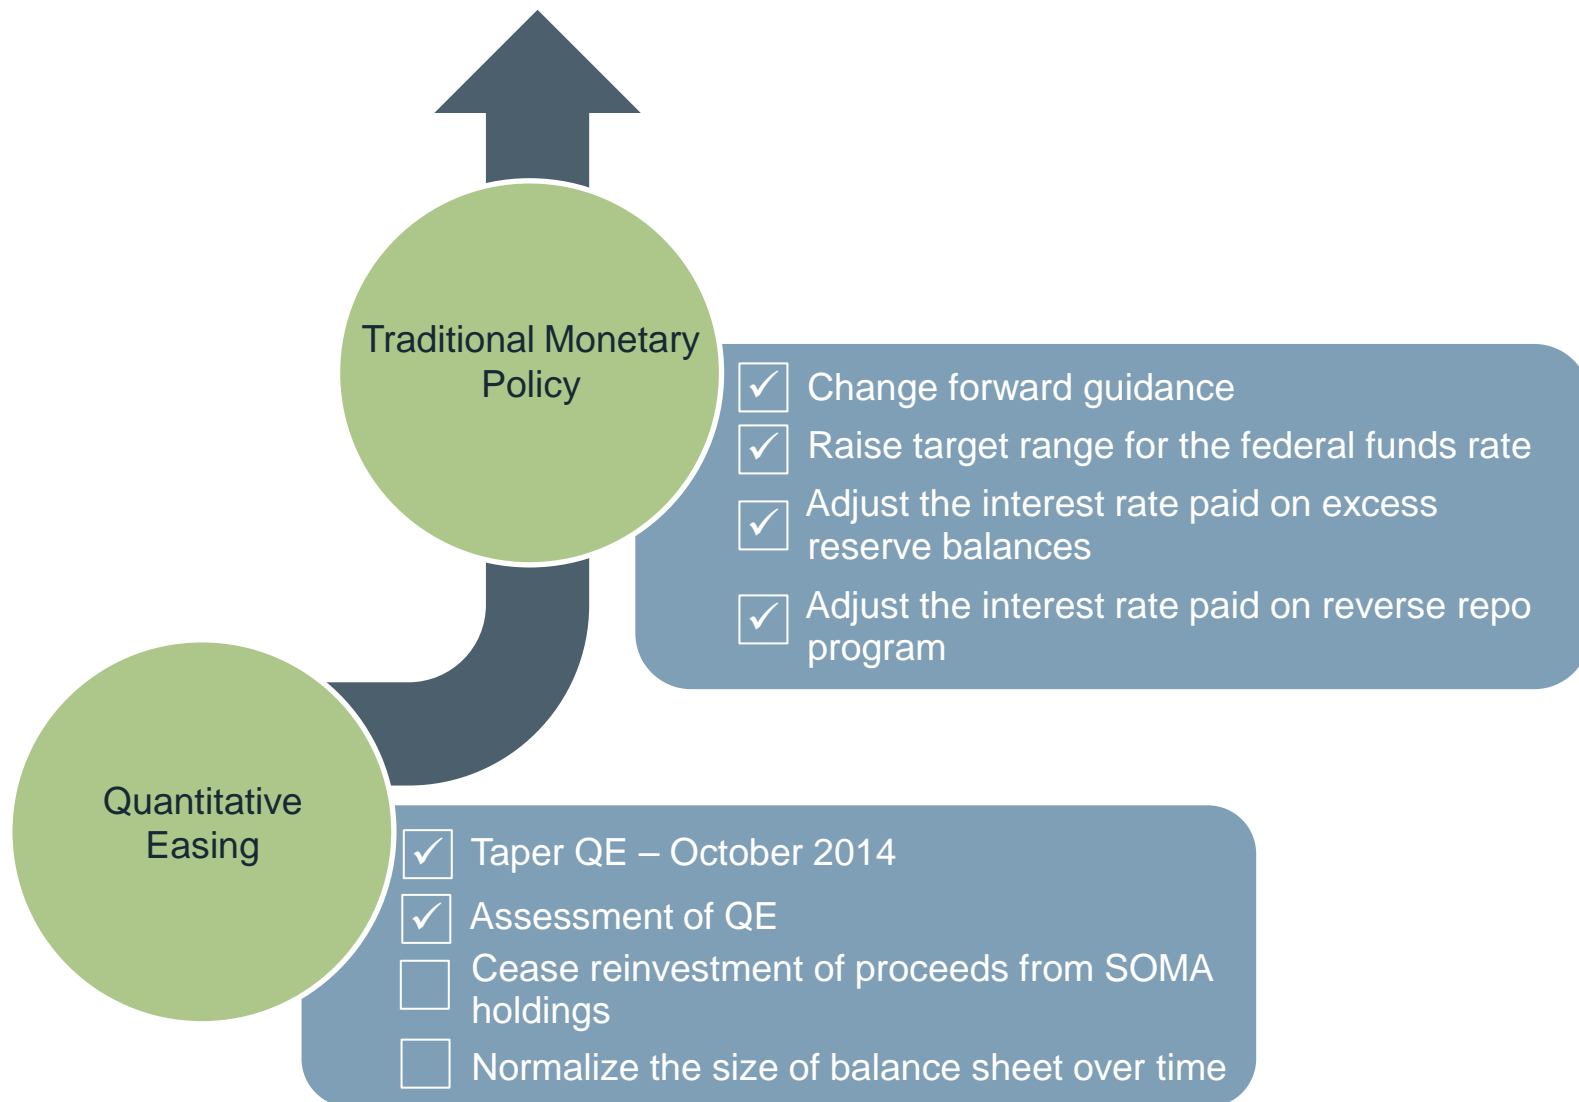 Traditional Monetary
Policy
Change forward guidance
Raise target range for the federal funds rate
Adjust the interest rate paid on excess
reserve balances
Adjust the interest rate paid on reverse repo
program
Quantitative
Easing
Taper QE – October 2014
Assessment of QE
Cease reinvestment of proceeds from SOMA
holdings
Normalize the size of balance sheet over time